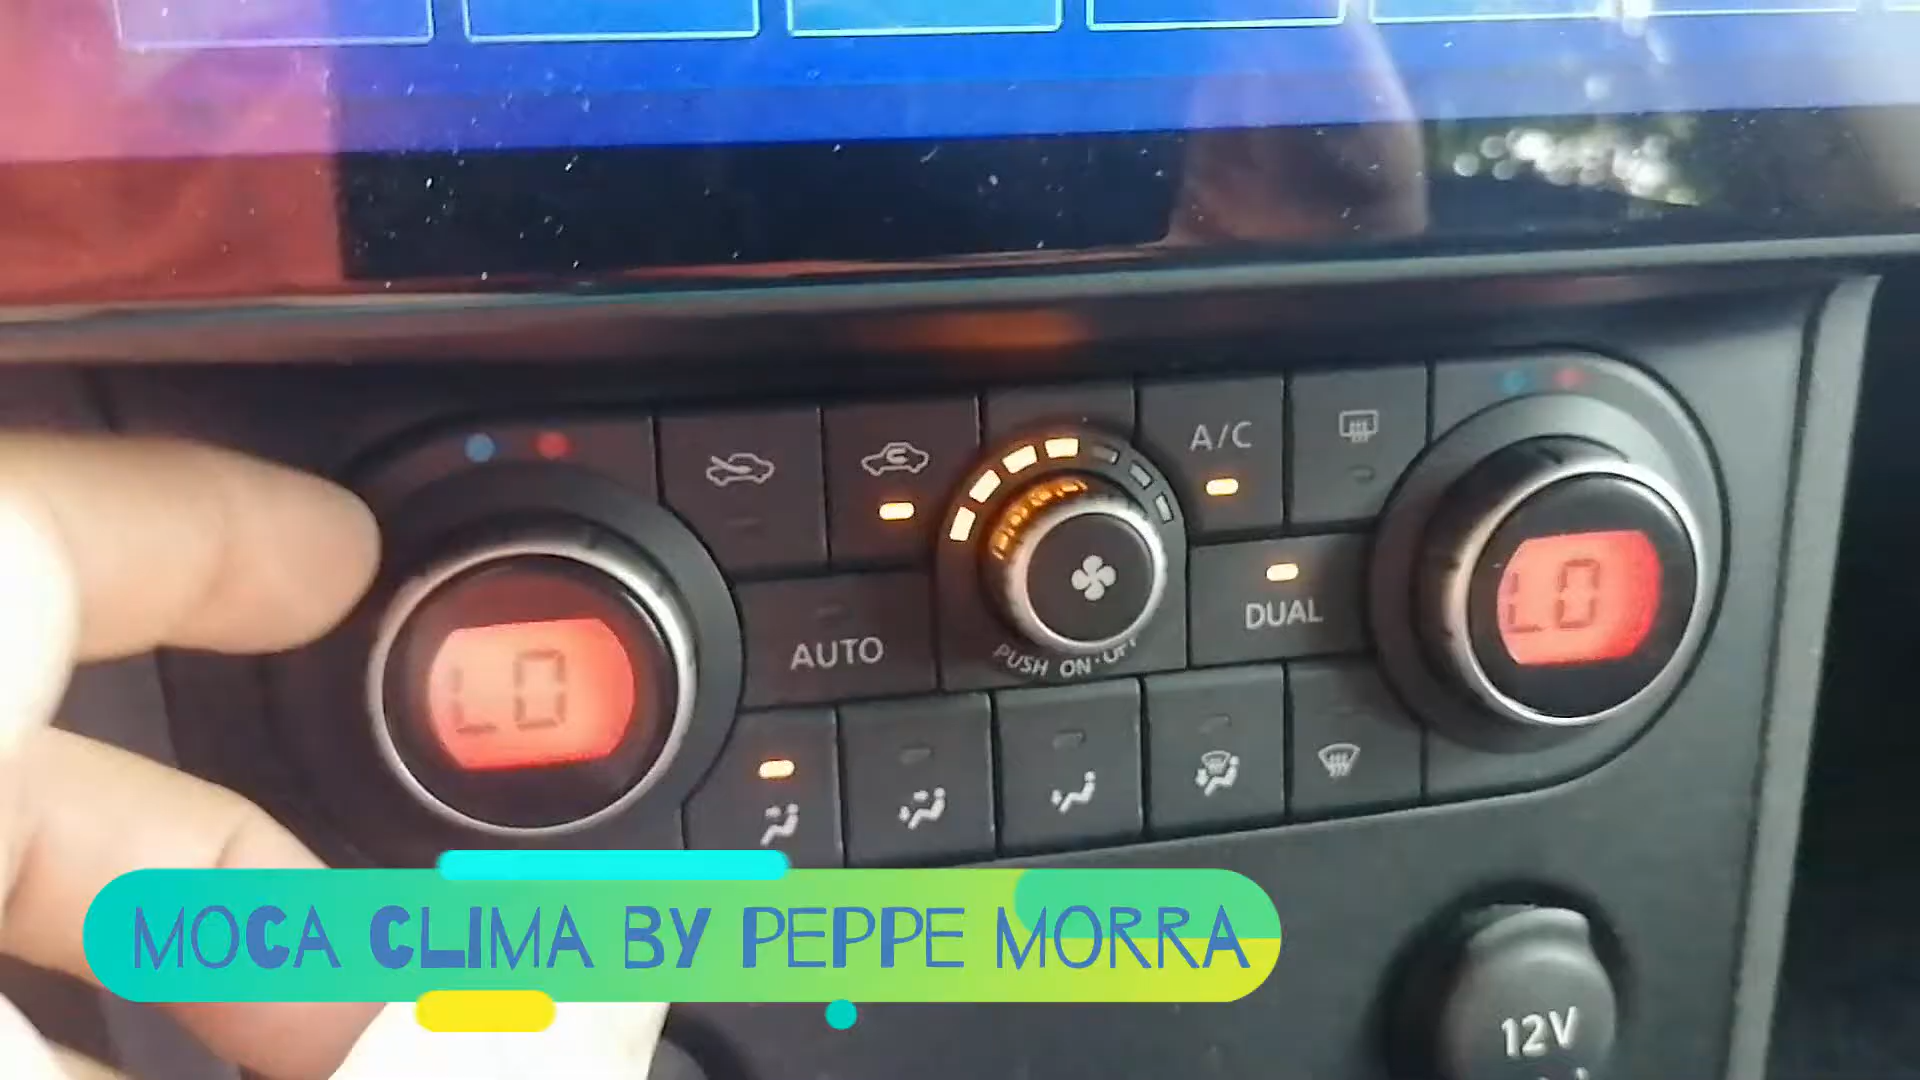 A/C
LO
AUTO
DUAL
LO
PUSH ON·OFF
MOCA CLIMA BY PEPPE MORRA
12V